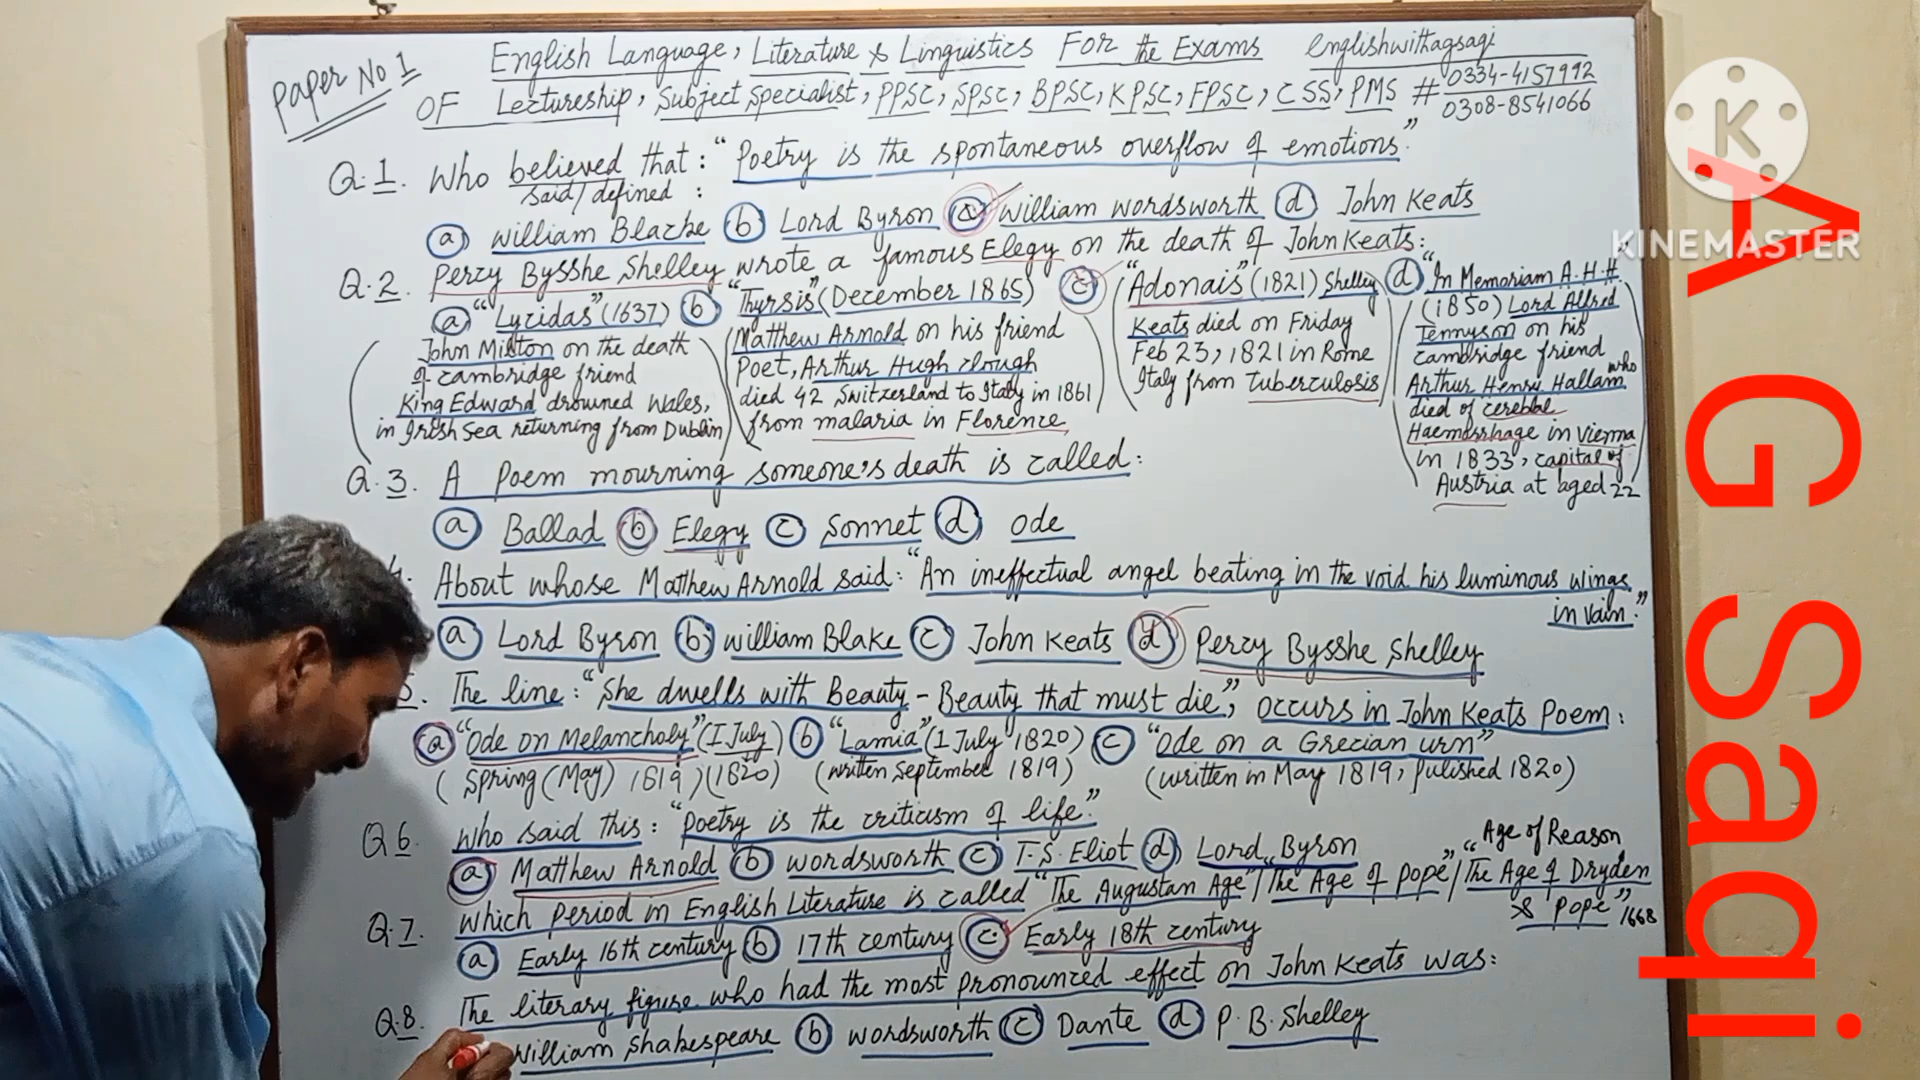 Paper No 1
English Language, Literature & Linguistics For the Exams englishwithagsaqi
OF Lectureship, Subject Specialist, PPSC, SPSC, BPSC, KPSC, FPSC, CSS, PMS # 0334-4157992
0308-8541066
Q.1. Who believed that: "Poetry is the spontaneous overflow of emotions."
said/defined :
a William Blacke b Lord Byron c William Wordsworth d John Keats
Q.2. Percy Bysshe Shelley wrote a famous Elegy on the death of John Keats:
a "Lycidas" (1637) b "Thyrsis" (December 1865) c "Adonais" (1821) Shelley d "In Memoriam A.H.H.
(John Milton on the death
of Cambridge friend
King Edward drowned Wales,
in Irish Sea returning from Dublin)
(Matthew Arnold on his friend
Poet, Arthur Hugh Clough
died 42 Switzerland to Italy in 1861
from malaria in Florence)
(Keats died on Friday
Feb 23, 1821 in Rome
Italy from Tuberculosis)
(1850) Lord Alfred
Tennyson on his
Cambridge friend
Arthur Henry Hallam who
died of cereblal
Haemorrhage in Vienna
in 1833, capital of
Austria at aged 22)
Q.3. A Poem mourning someone's death is called:
a Ballad b Elegy c Sonnet d Ode
4. About whose Matthew Arnold said: "An ineffectual angel beating in the void his luminous wings
in vain."
a Lord Byron b William Blake c John Keats d Percy Bysshe Shelley
5. The line: "She dwells with Beauty - Beauty that must die", occurs in John Keats Poem:
a "Ode on Melancholy" (I July) b "Lamia" (1 July 1820) c "Ode on a Grecian urn"
(Spring (May) 1819) (1820) (written September 1819) (written in May 1819, Pulished 1820)
Q6. Who said this: "Poetry is the criticism of life."
a Matthew Arnold b Wordsworth c T.S. Eliot d Lord Byron
Q.7. Which period in English Literature is called "The Augustan Age"/"The Age of Pope"/"The Age of Dryden
& Pope" 1668
"Age of Reason
a Early 16th century b 17th century c Early 18th century
Q.8. The literary figure who had the most pronounced effect on John Keats was:
William Shakespeare b Wordsworth c Dante d P.B. Shelley
K
KINEMASTER
A G Saqi